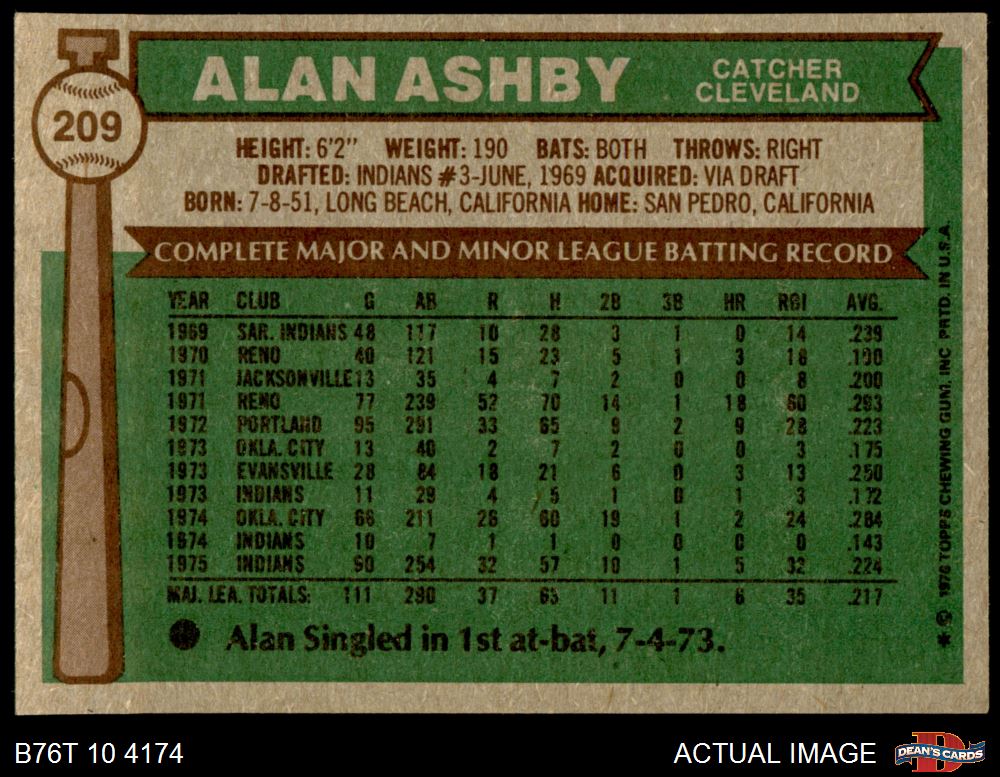 209
ALAN ASHBY
CATCHER
CLEVELAND
HEIGHT: 6'2" WEIGHT: 190 BATS: BOTH THROWS: RIGHT
DRAFTED: INDIANS #3-JUNE, 1969 ACQUIRED: VIA DRAFT
BORN: 7-8-51, LONG BEACH, CALIFORNIA HOME: SAN PEDRO, CALIFORNIA
COMPLETE MAJOR AND MINOR LEAGUE BATTING RECORD
YEAR CLUB G AB R H 2B 3B HR RBI AVG.
1969 SAR. INDIANS 48 117 10 28 3 1 0 14 .239
1970 RENO 40 121 15 23 5 1 3 18 .190
1971 JACKSONVILLE 13 35 4 7 2 0 0 8 .200
1971 RENO 77 239 52 70 14 1 18 60 .293
1972 PORTLAND 95 291 33 65 9 2 9 28 .223
1973 OKLA. CITY 13 40 2 7 2 0 0 3 .175
1973 EVANSVILLE 28 84 18 21 6 0 3 13 .250
1973 INDIANS 11 29 4 5 1 0 1 3 .172
1974 OKLA. CITY 66 211 26 60 19 1 2 24 .284
1974 INDIANS 10 7 1 1 0 0 0 0 .143
1975 INDIANS 90 254 32 57 10 1 5 32 .224
MAJ. LEA. TOTALS: 111 290 37 63 11 1 6 35 .217
Alan Singled in 1st at-bat, 7-4-73.
* © 1976 TOPPS CHEWING GUM, INC PRTD. IN U.S.A.
B76T 10 4174
ACTUAL IMAGE
D
DEAN'S CARDS